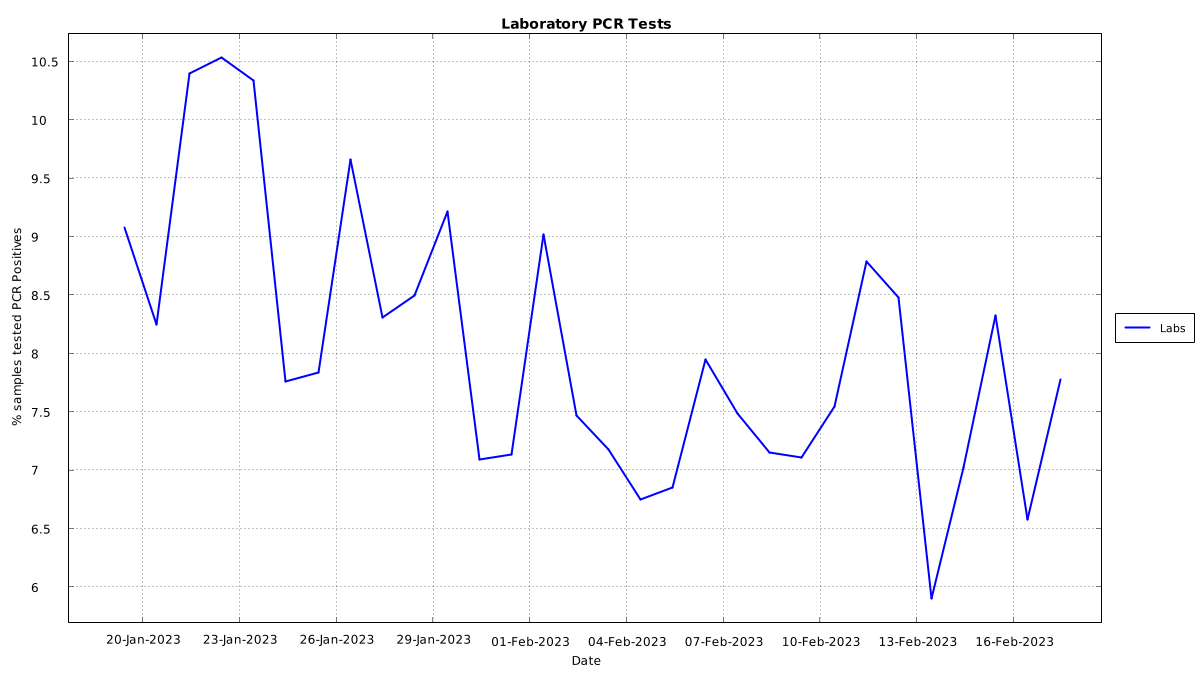 Laboratory PCR Tests
% samples tested PCR Positives
10.5
10
9.5
9
8.5
8
7.5
7
6.5
6
20-Jan-2023 23-Jan-2023 26-Jan-2023 29-Jan-2023 01-Feb-2023 04-Feb-2023 07-Feb-2023 10-Feb-2023 13-Feb-2023 16-Feb-2023
Date
Labs